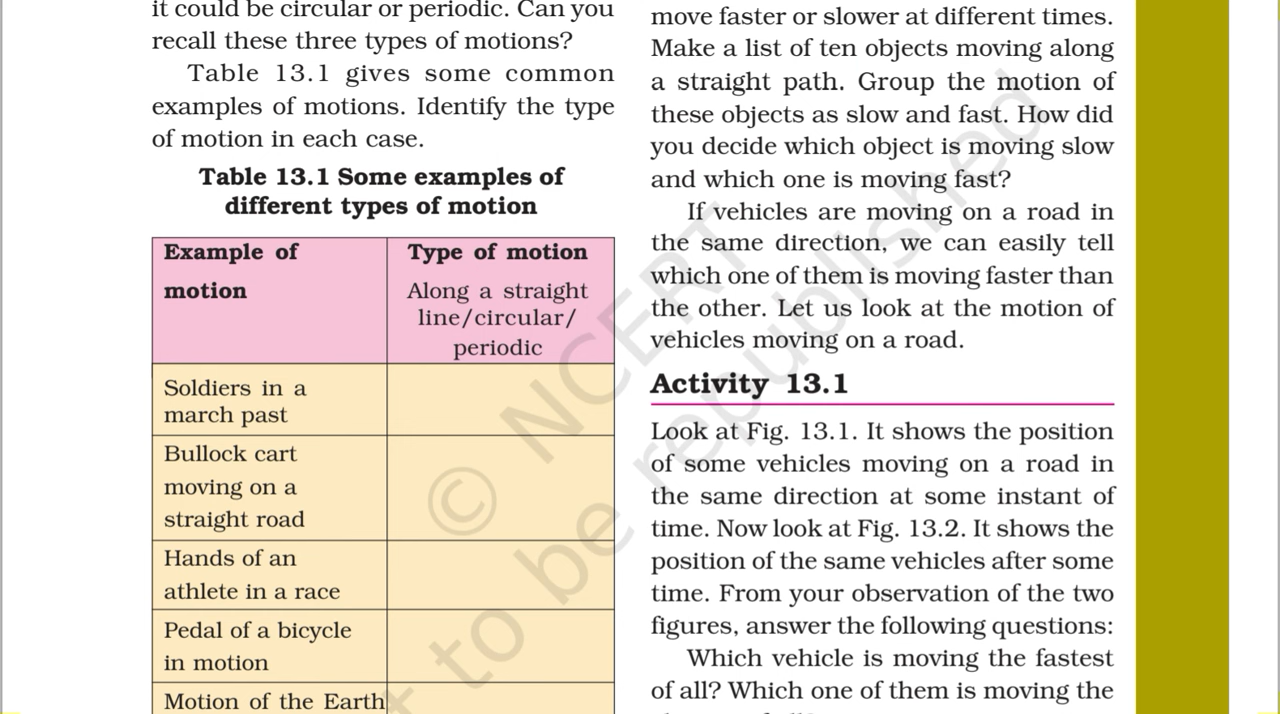 it could be circular or periodic. Can you
recall these three types of motions?
Table 13.1 gives some common
examples of motions. Identify the type
of motion in each case.
Table 13.1 Some examples of
different types of motion
Example of
motion
Type of motion
Along a straight
line/circular/
periodic
Soldiers in a
march past
Bullock cart
moving on a
straight road
Hands of an
athlete in a race
Pedal of a bicycle
in motion
Motion of the Earth
move faster or slower at different times.
Make a list of ten objects moving along
a straight path. Group the motion of
these objects as slow and fast. How did
you decide which object is moving slow
and which one is moving fast?
If vehicles are moving on a road in
the same direction, we can easily tell
which one of them is moving faster than
the other. Let us look at the motion of
vehicles moving on a road.
Activity 13.1
Look at Fig. 13.1. It shows the position
of some vehicles moving on a road in
the same direction at some instant of
time. Now look at Fig. 13.2. It shows the
position of the same vehicles after some
time. From your observation of the two
figures, answer the following questions:
Which vehicle is moving the fastest
of all? Which one of them is moving the
© NCERT
to be republished